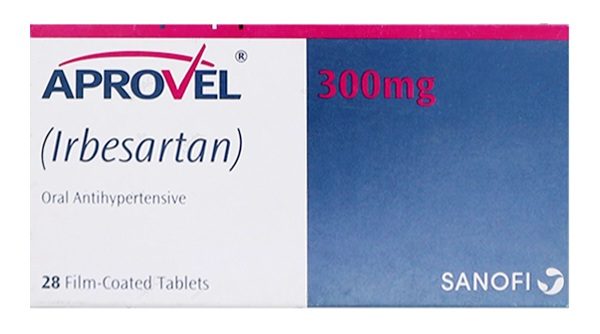 APROVEL®
300mg
(Irbesartan)
Oral Antihypertensive
28 Film-Coated Tablets
SANOFI